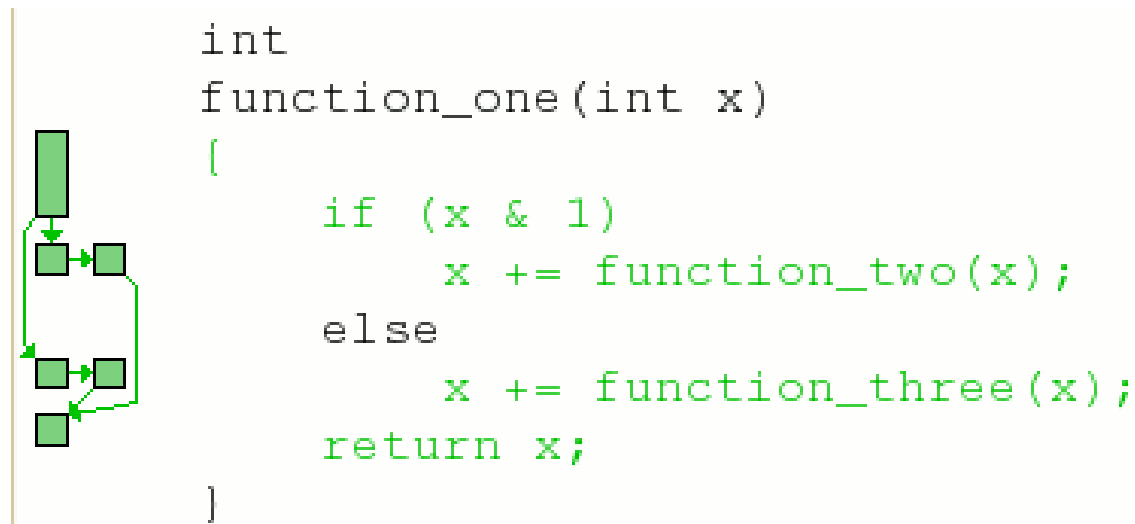 int
function_one(int x)
{
if (x & 1)
x += function_two(x);
else
x += function_three(x);
return x;
}